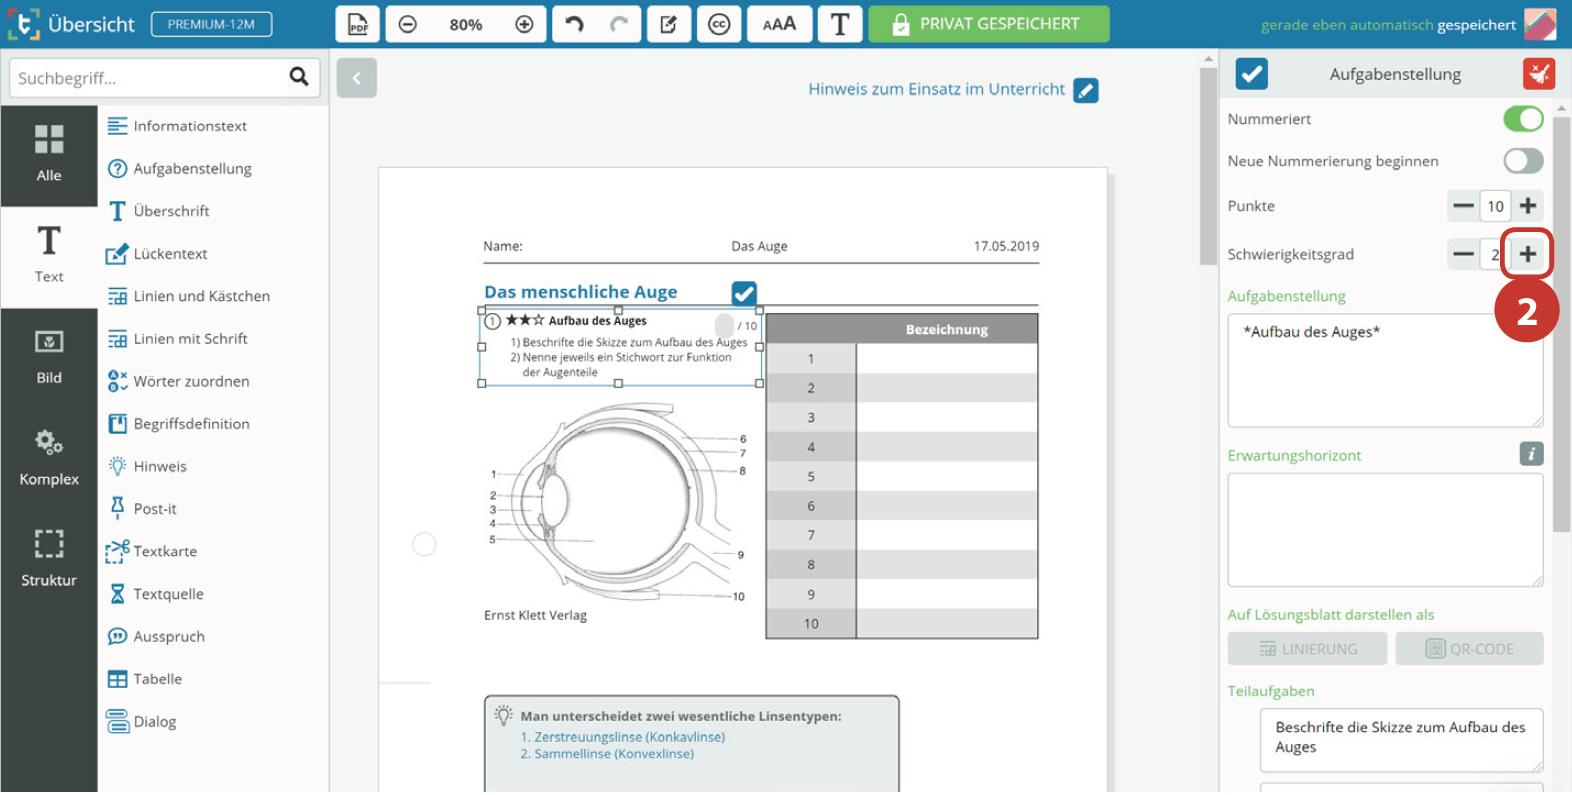 Übersicht
PREMIUM-12M
PDF
80%
cc
AAA
T
PRIVAT GESPEICHERT
gerade eben automatisch gespeichert
Suchbegriff...
Alle
Text
Bild
Komplex
Struktur
Informationstext
Aufgabenstellung
Überschrift
Lückentext
Linien und Kästchen
Linien mit Schrift
Wörter zuordnen
Begriffsdefinition
Hinweis
Post-it
Textkarte
Textquelle
Ausspruch
Tabelle
Dialog
Hinweis zum Einsatz im Unterricht
Name: Das Auge 17.05.2019
Das menschliche Auge
1 ★★☆ Aufbau des Auges / 10
1) Beschrifte die Skizze zum Aufbau des Auges
2) Nenne jeweils ein Stichwort zur Funktion
der Augenteile
1
2
3
4
5
6
7
8
9
10
Ernst Klett Verlag
Bezeichnung
1
2
3
4
5
6
7
8
9
10
Man unterscheidet zwei wesentliche Linsentypen:
1. Zerstreuungslinse (Konkavlinse)
2. Sammellinse (Konvexlinse)
Aufgabenstellung
Nummeriert
Neue Nummerierung beginnen
Punkte 10
Schwierigkeitsgrad 2
2
Aufgabenstellung
*Aufbau des Auges*
Erwartungshorizont i
Auf Lösungsblatt darstellen als
LINIERUNG QR-CODE
Teilaufgaben
Beschrifte die Skizze zum Aufbau des
Auges